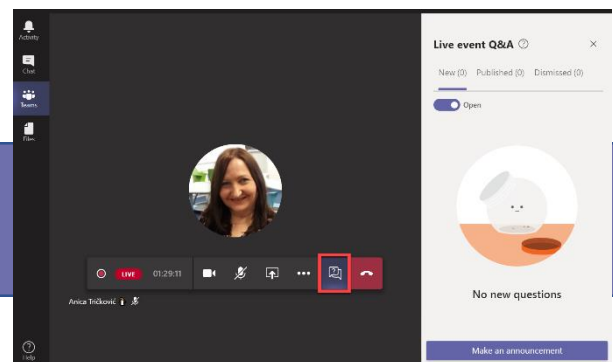 Activity
Chat
Teams
Files
Help
LIVE 01:29:11
Anica Tričković
Live event Q&A
New (0) Published (0) Dismissed (0)
Open
No new questions
Make an announcement